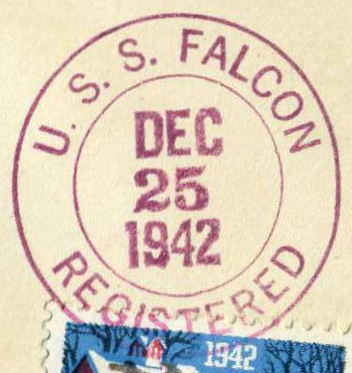 U. S. S. FALCON
DEC
25
1942
REGISTERED
1942